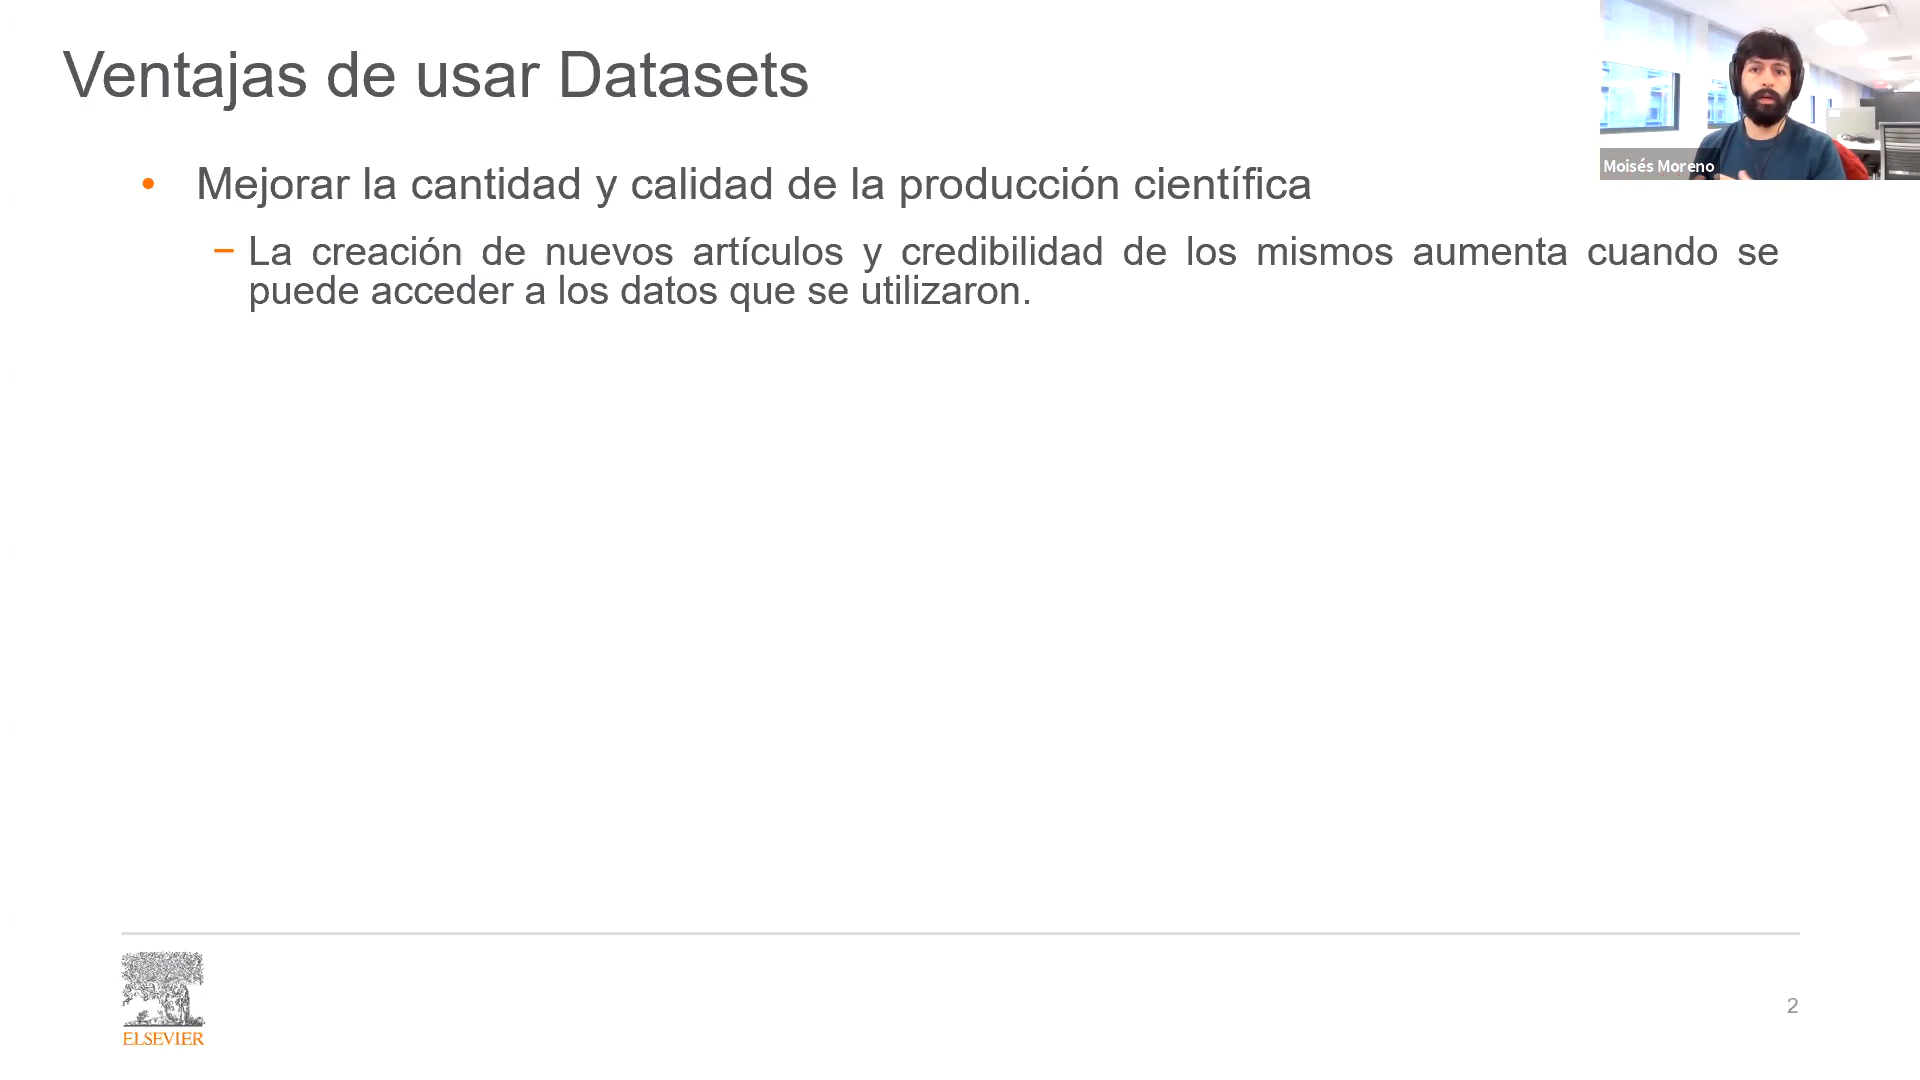 Ventajas de usar Datasets
Moisés Moreno
• Mejorar la cantidad y calidad de la producción científica
– La creación de nuevos artículos y credibilidad de los mismos aumenta cuando se
puede acceder a los datos que se utilizaron.
ELSEVIER
2